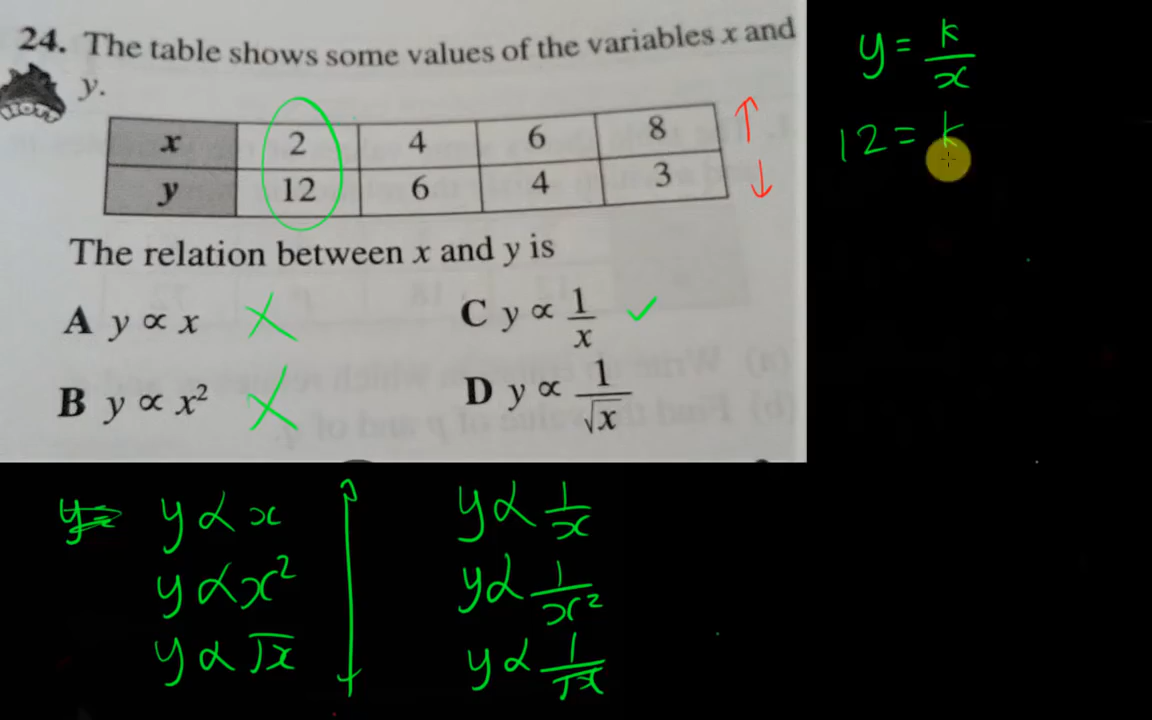 24. The table shows some values of the variables x and
y.
x 2 4 6 8
y 12 6 4 3
The relation between x and y is
A y ∝ x
C y ∝ 1/x
B y ∝ x²
D y ∝ 1/√x
y = k/x
12 = k
y= y ∝ x
y ∝ 1/x
y ∝ x²
y ∝ 1/x²
y ∝ √x
y ∝ 1/√x